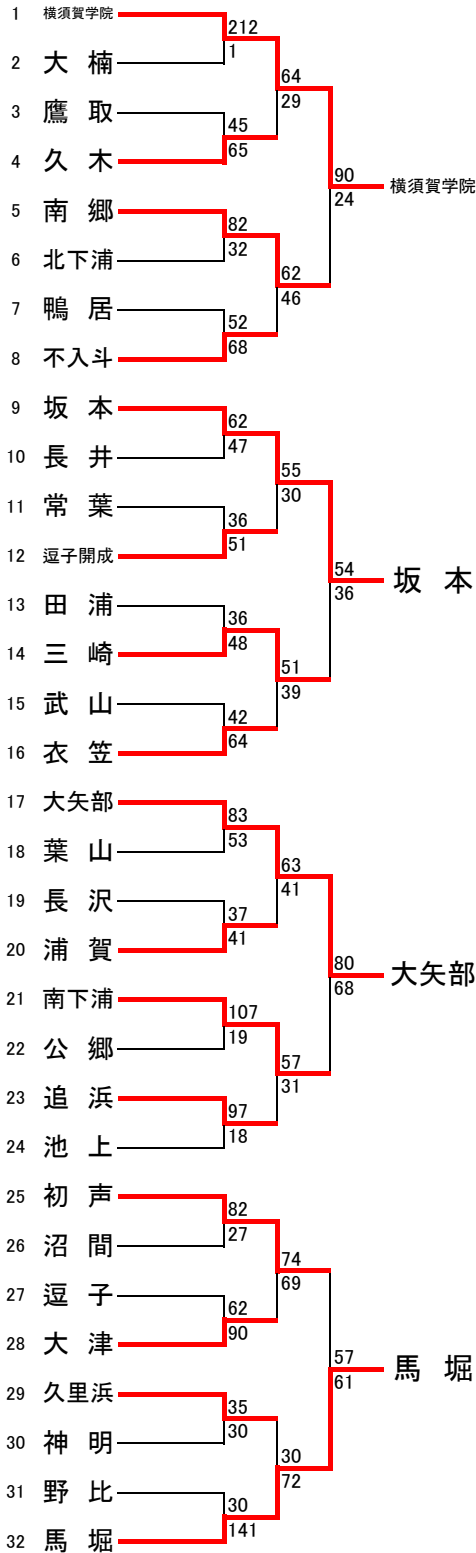 1 横須賀学院
212
1
2 大楠
64
29
3 鷹取
45
65
4 久木
90
24
横須賀学院
5 南郷
82
32
6 北下浦
62
46
7 鴨居
52
68
8 不入斗
9 坂本
62
47
10 長井
55
30
11 常葉
36
51
12 逗子開成
54
36
坂本
13 田浦
36
48
14 三崎
51
39
15 武山
42
64
16 衣笠
17 大矢部
83
53
18 葉山
63
41
19 長沢
37
41
20 浦賀
80
68
大矢部
21 南下浦
107
19
22 公郷
57
31
23 追浜
97
18
24 池上
25 初声
82
27
26 沼間
74
69
27 逗子
62
90
28 大津
57
61
馬堀
29 久里浜
35
30
30 神明
30
72
31 野比
30
141
32 馬堀